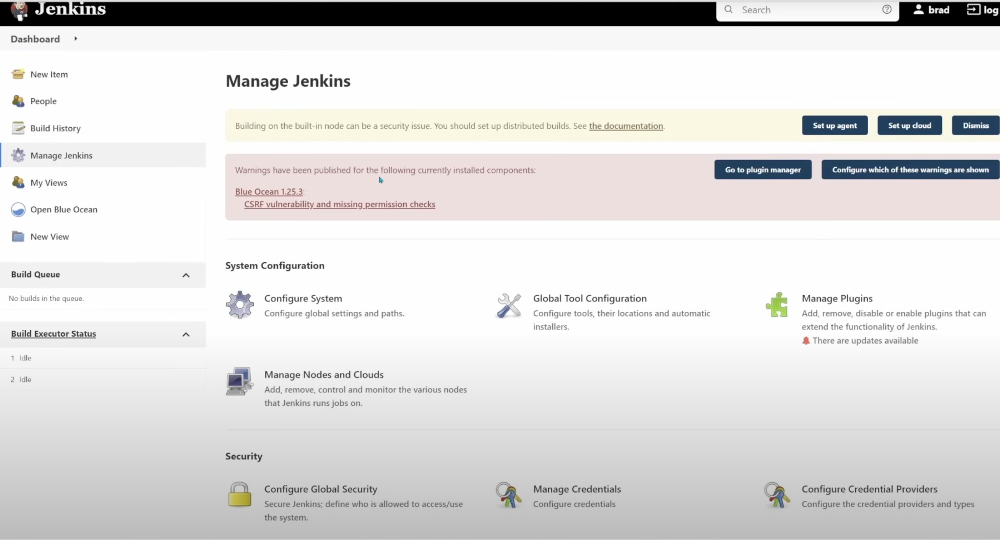 Jenkins
Search
brad
log
Dashboard
New Item
People
Build History
Manage Jenkins
My Views
Open Blue Ocean
New View
Build Queue
No builds in the queue.
Build Executor Status
1 Idle
2 Idle
Manage Jenkins
Building on the built-in node can be a security issue. You should set up distributed builds. See the documentation.
Set up agent
Set up cloud
Dismiss
Warnings have been published for the following currently installed components:
Go to plugin manager
Configure which of these warnings are shown
Blue Ocean 1.25.3:
CSRF vulnerability and missing permission checks
System Configuration
Configure System
Configure global settings and paths.
Global Tool Configuration
Configure tools, their locations and automatic
installers.
Manage Plugins
Add, remove, disable or enable plugins that can
extend the functionality of Jenkins.
There are updates available
Manage Nodes and Clouds
Add, remove, control and monitor the various nodes
that Jenkins runs jobs on.
Security
Configure Global Security
Secure Jenkins; define who is allowed to access/use
the system.
Manage Credentials
Configure credentials
Configure Credential Providers
Configure the credential providers and types